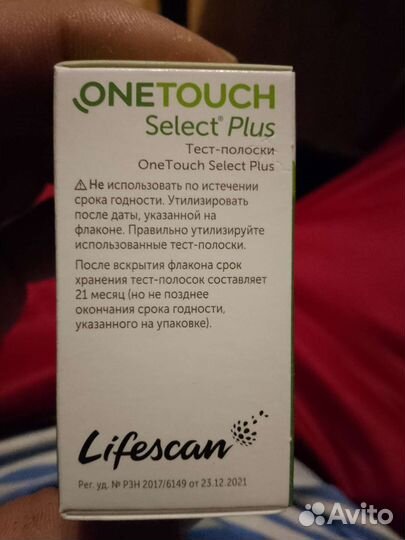 ONETOUCH
Select® Plus
Тест-полоски
OneTouch Select Plus
⚠Не использовать по истечении
срока годности. Утилизировать
после даты, указанной на
флаконе. Правильно утилизируйте
использованные тест-полоски.
После вскрытия флакона срок
хранения тест-полосок составляет
21 месяц (но не позднее
окончания срока годности,
указанного на упаковке).
Lifescan
Рег. уд. № РЗН 2017/6149 от 23.12.2021
Avito